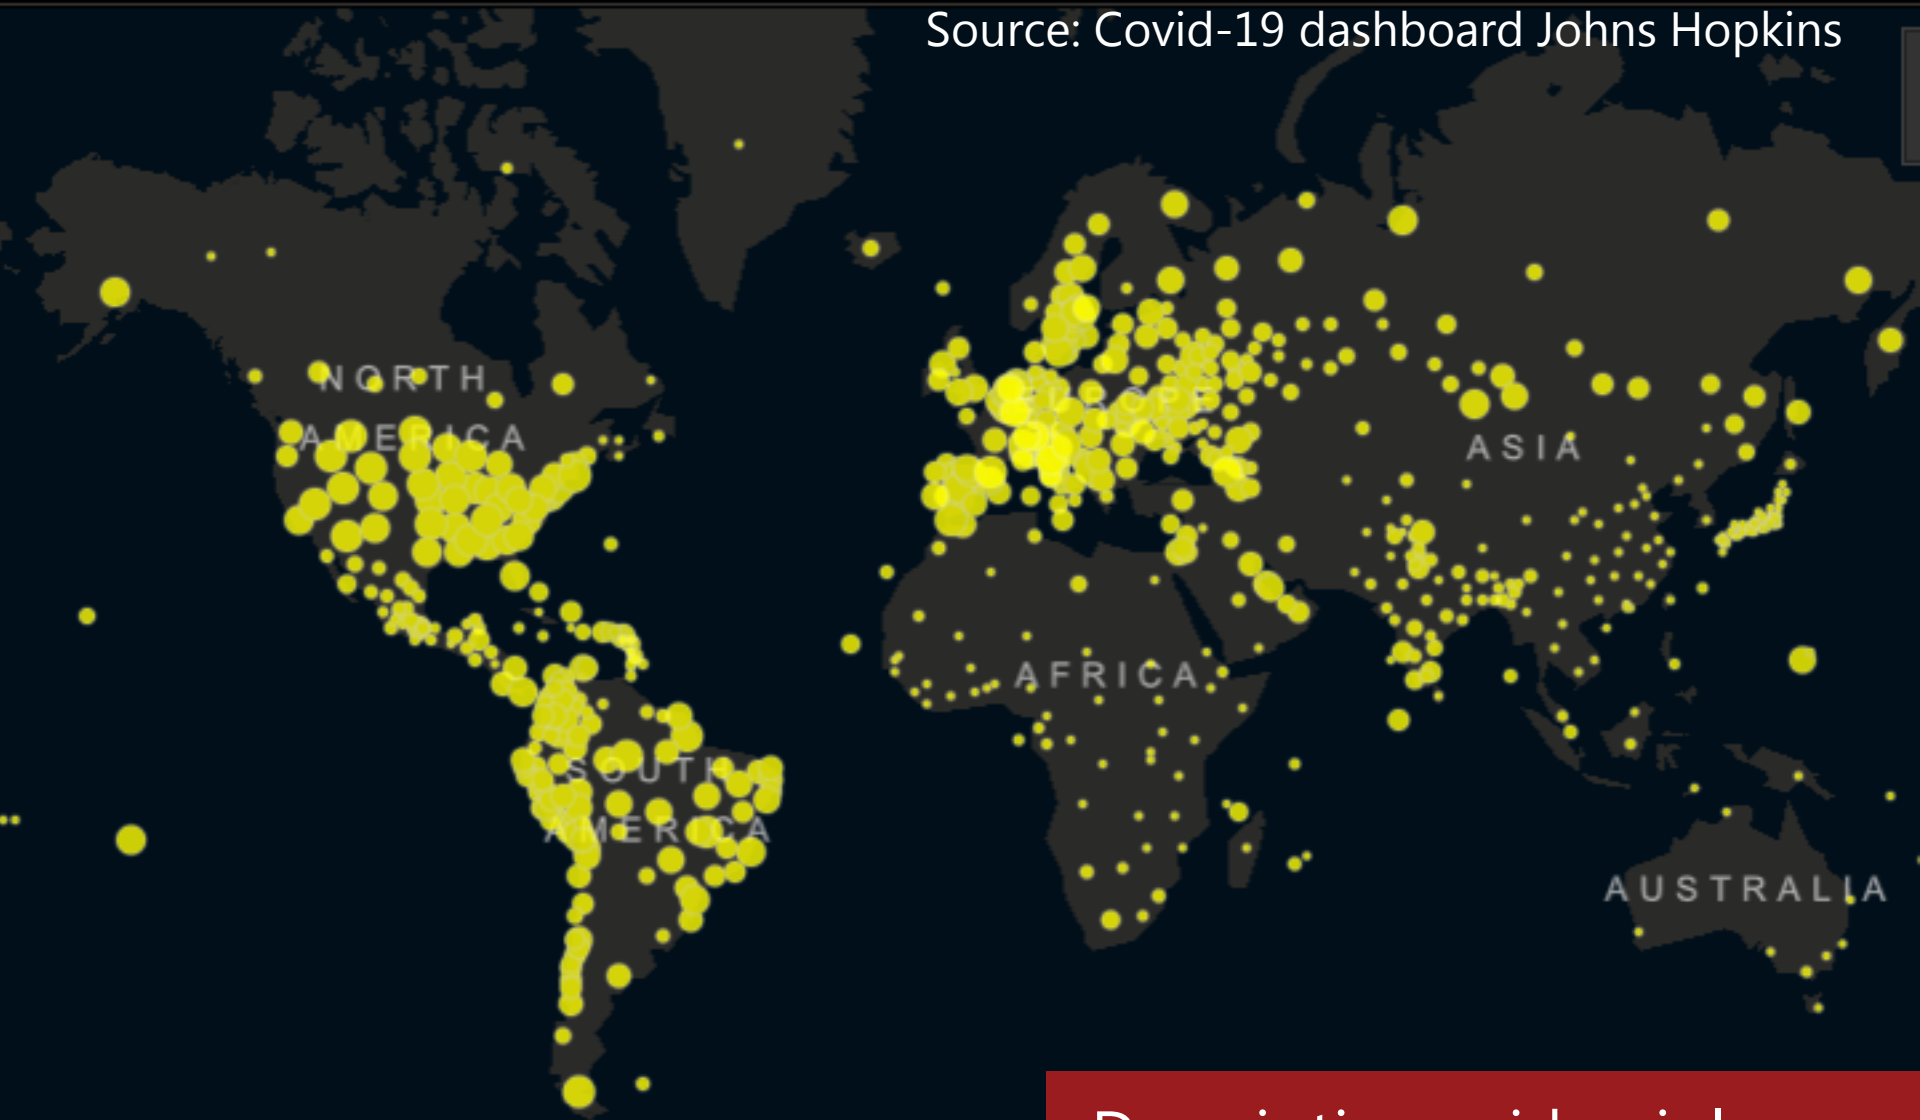 Source: Covid-19 dashboard Johns Hopkins
NORTH
AMERICA
EUROPE
ASIA
AFRICA
SOUTH
AMERICA
AUSTRALIA